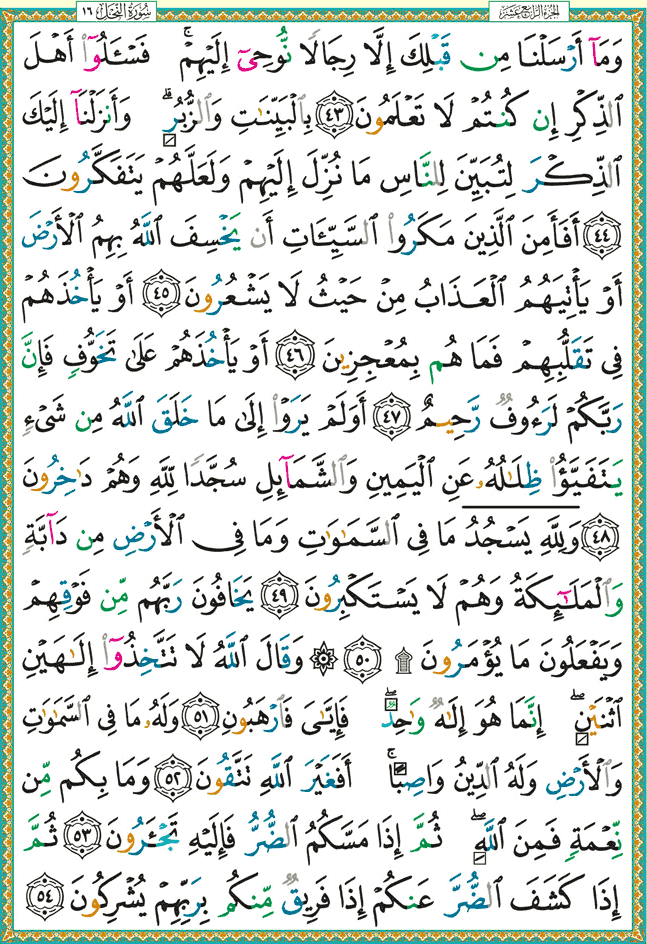 الجزء الرابع عشر سورة النحل ١٦
وَمَآ أَرْسَلْنَا مِن قَبْلِكَ إِلَّا رِجَالًا نُّوحِىٓ إِلَيْهِمْ ۚ فَسْـَٔلُوٓا۟ أَهْلَ
ٱلذِّكْرِ إِن كُنتُمْ لَا تَعْلَمُونَ ٤٣ بِٱلْبَيِّنَـٰتِ وَٱلزُّبُرِ ۗ وَأَنزَلْنَآ إِلَيْكَ
ٱلذِّكْرَ لِتُبَيِّنَ لِلنَّاسِ مَا نُزِّلَ إِلَيْهِمْ وَلَعَلَّهُمْ يَتَفَكَّرُونَ
٤٤ أَفَأَمِنَ ٱلَّذِينَ مَكَرُوا۟ ٱلسَّيِّـَٔاتِ أَن يَخْسِفَ ٱللَّهُ بِهِمُ ٱلْأَرْضَ
أَوْ يَأْتِيَهُمُ ٱلْعَذَابُ مِنْ حَيْثُ لَا يَشْعُرُونَ ٤٥ أَوْ يَأْخُذَهُمْ
فِى تَقَلُّبِهِمْ فَمَا هُم بِمُعْجِزِينَ ٤٦ أَوْ يَأْخُذَهُمْ عَلَىٰ تَخَوُّفٍ فَإِنَّ
رَبَّكُمْ لَرَءُوفٌ رَّحِيمٌ ٤٧ أَوَلَمْ يَرَوْا۟ إِلَىٰ مَا خَلَقَ ٱللَّهُ مِن شَىْءٍ
يَتَفَيَّؤُا۟ ظِلَـٰلُهُۥ عَنِ ٱلْيَمِينِ وَٱلشَّمَآئِلِ سُجَّدًا لِّلَّهِ وَهُمْ دَٰخِرُونَ
٤٨ وَلِلَّهِ يَسْجُدُ مَا فِى ٱلسَّمَـٰوَٰتِ وَمَا فِى ٱلْأَرْضِ مِن دَآبَّةٍ
وَٱلْمَلَـٰٓئِكَةُ وَهُمْ لَا يَسْتَكْبِرُونَ ٤٩ يَخَافُونَ رَبَّهُم مِّن فَوْقِهِمْ
وَيَفْعَلُونَ مَا يُؤْمَرُونَ ۩ ٥٠ ۞ وَقَالَ ٱللَّهُ لَا تَتَّخِذُوٓا۟ إِلَـٰهَيْنِ
ٱثْنَيْنِ ۖ إِنَّمَا هُوَ إِلَـٰهٌ وَٰحِدٌ ۖ فَإِيَّـٰىَ فَٱرْهَبُونِ ٥١ وَلَهُۥ مَا فِى ٱلسَّمَـٰوَٰتِ
وَٱلْأَرْضِ وَلَهُ ٱلدِّينُ وَاصِبًا ۚ أَفَغَيْرَ ٱللَّهِ تَتَّقُونَ ٥٢ وَمَا بِكُم مِّن
نِّعْمَةٍ فَمِنَ ٱللَّهِ ۖ ثُمَّ إِذَا مَسَّكُمُ ٱلضُّرُّ فَإِلَيْهِ تَجْـَٔرُونَ ٥٣ ثُمَّ
إِذَا كَشَفَ ٱلضُّرَّ عَنكُمْ إِذَا فَرِيقٌ مِّنكُم بِرَبِّهِمْ يُشْرِكُونَ ٥٤